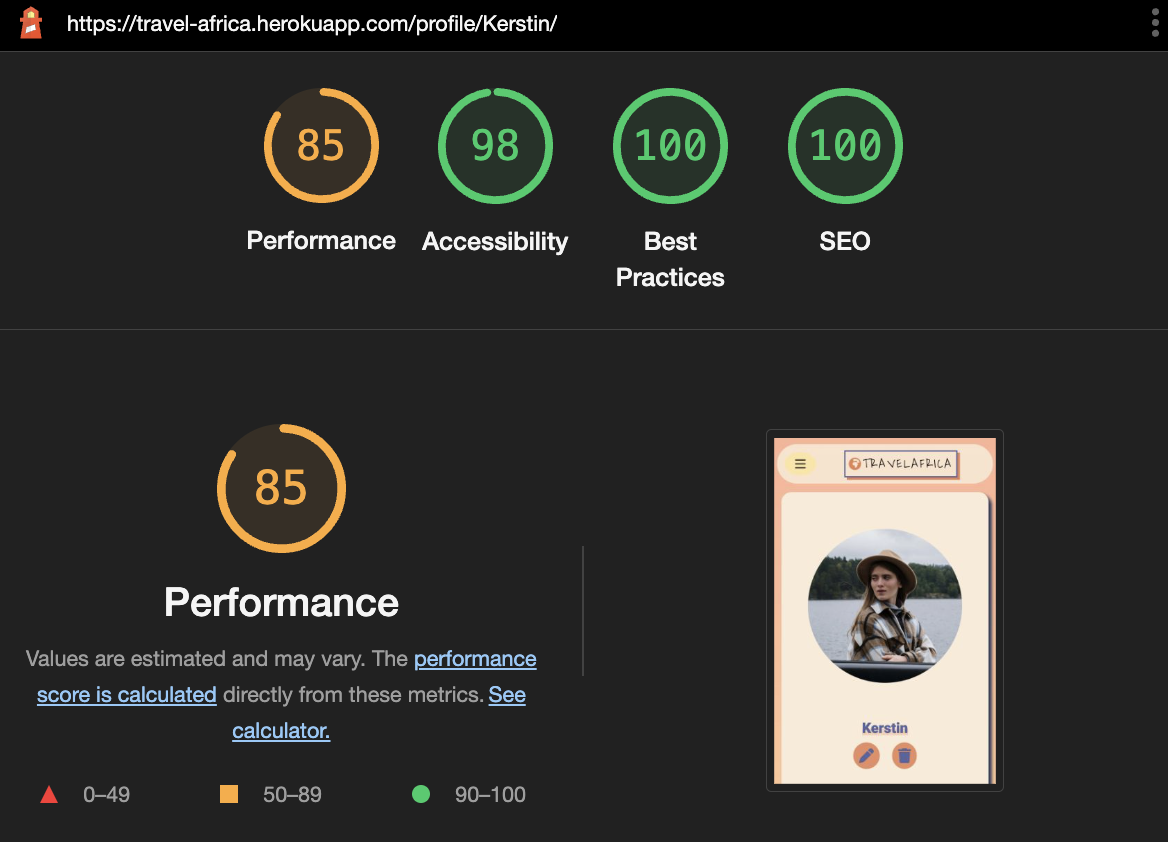 https://travel-africa.herokuapp.com/profile/Kerstin/
85
98
100
100
Performance
Accessibility
Best
Practices
SEO
85
Performance
Values are estimated and may vary. The performance
score is calculated directly from these metrics. See
calculator.
0–49
50–89
90–100
TRAVELAFRICA
Kerstin